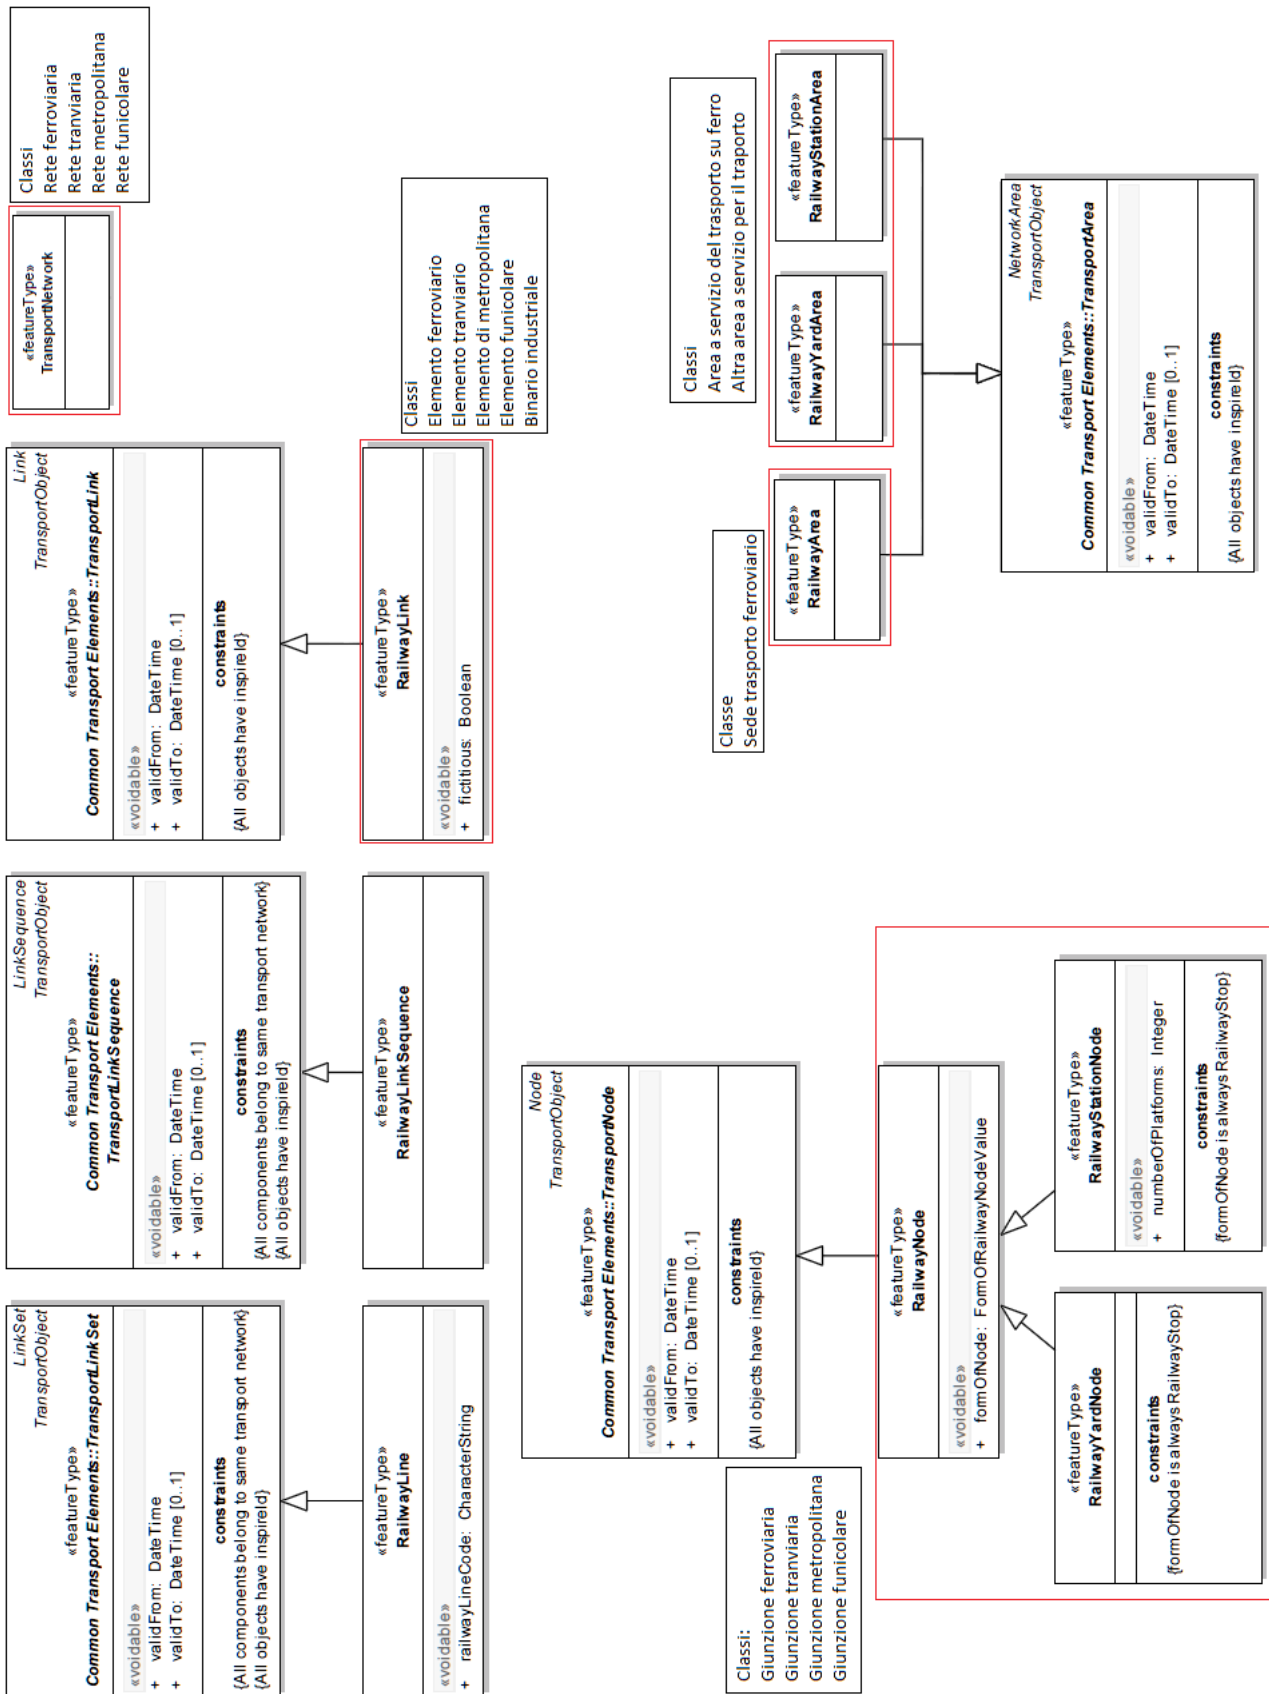 LinkSet
TransportObject
«featureType»
Common Transport Elements::TransportLinkSet
«voidable»
+ validFrom: DateTime
+ validTo: DateTime [0..1]
constraints
{All components belong to same transport network}
{All objects have inspireId}
«featureType»
RailwayLine
«voidable»
+ railwayLineCode: CharacterString
LinkSequence
TransportObject
«featureType»
Common Transport Elements::
TransportLinkSequence
«voidable»
+ validFrom: DateTime
+ validTo: DateTime [0..1]
constraints
{All components belong to same transport network}
{All objects have inspireId}
«featureType»
RailwayLinkSequence
Link
TransportObject
«featureType»
Common Transport Elements::TransportLink
«voidable»
+ validFrom: DateTime
+ validTo: DateTime [0..1]
constraints
{All objects have inspireId}
«featureType»
RailwayLink
«voidable»
+ fictitious: Boolean
«featureType»
TransportNetwork
Classi
Rete ferroviaria
Rete tranviaria
Rete metropolitana
Rete funicolare
Classi
Elemento ferroviario
Elemento tranviario
Elemento di metropolitana
Elemento funicolare
Binario industriale
Classi:
Giunzione ferroviaria
Giunzione tranviaria
Giunzione metropolitana
Giunzione funicolare
Node
TransportObject
«featureType»
Common Transport Elements::TransportNode
«voidable»
+ validFrom: DateTime
+ validTo: DateTime [0..1]
constraints
{All objects have inspireId}
«featureType»
RailwayNode
«voidable»
+ formOfNode: FormOfRailwayNodeValue
«featureType»
RailwayYardNode
constraints
{formOfNode is always RailwayStop}
«featureType»
RailwayStationNode
«voidable»
+ numberOfPlatforms: Integer
constraints
{formOfNode is always RailwayStop}
Classe
Sede trasporto ferroviario
Classi
Area a servizio del trasporto su ferro
Altra area a servizio per il traporto
«featureType»
RailwayArea
«featureType»
RailwayYardArea
«featureType»
RailwayStationArea
NetworkArea
TransportObject
«featureType»
Common Transport Elements::TransportArea
«voidable»
+ validFrom: DateTime
+ validTo: DateTime [0..1]
constraints
{All objects have inspireId}